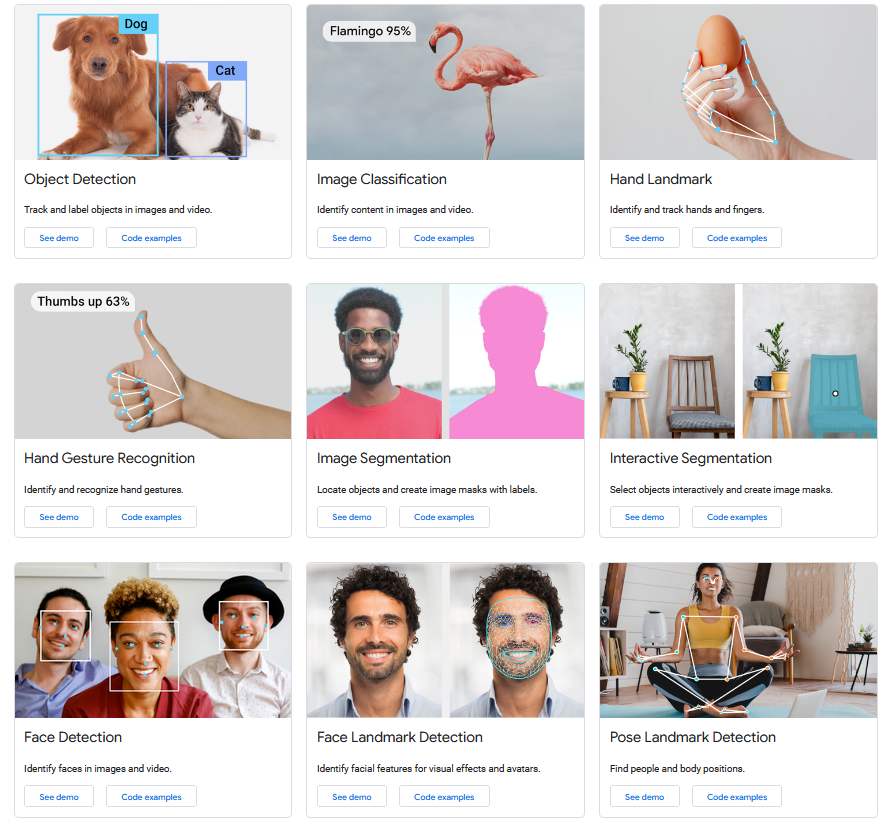 Dog
Cat
Flamingo 95%
Object Detection
Track and label objects in images and video.
See demo
Code examples
Image Classification
Identify content in images and video.
See demo
Code examples
Hand Landmark
Identify and track hands and fingers.
See demo
Code examples
Thumbs up 63%
Hand Gesture Recognition
Identify and recognize hand gestures.
See demo
Code examples
Image Segmentation
Locate objects and create image masks with labels.
See demo
Code examples
Interactive Segmentation
Select objects interactively and create image masks.
See demo
Code examples
Face Detection
Identify faces in images and video.
See demo
Code examples
Face Landmark Detection
Identify facial features for visual effects and avatars.
See demo
Code examples
Pose Landmark Detection
Find people and body positions.
See demo
Code examples